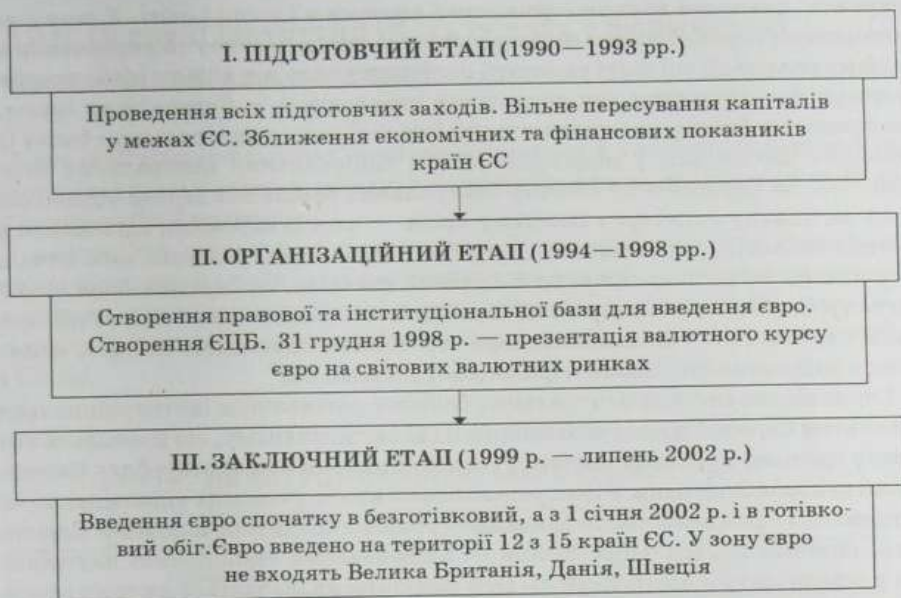 І. ПІДГОТОВЧИЙ ЕТАП (1990—1993 рр.)
Проведення всіх підготовчих заходів. Вільне пересування капіталів
у межах ЄС. Зближення економічних та фінансових показників
країн ЄС
ІІ. ОРГАНІЗАЦІЙНИЙ ЕТАП (1994—1998 рр.)
Створення правової та інституціональної бази для введення євро.
Створення ЄЦБ. 31 грудня 1998 р. — презентація валютного курсу
євро на світових валютних ринках
ІІІ. ЗАКЛЮЧНИЙ ЕТАП (1999 р. — липень 2002 р.)
Введення євро спочатку в безготівковий, а з 1 січня 2002 р. і в готівко-
вий обіг.Євро введено на території 12 з 15 країн ЄС. У зону євро
не входять Велика Британія, Данія, Швеція